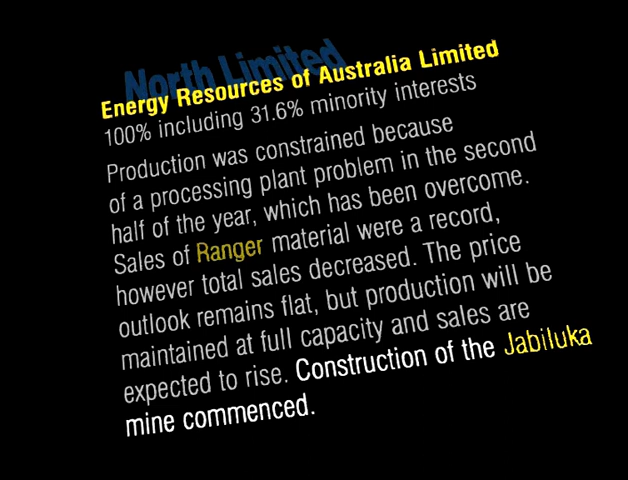 North Limited
Energy Resources of Australia Limited
100% including 31.6% minority interests
Production was constrained because
of a processing plant problem in the second
half of the year, which has been overcome.
Sales of Ranger material were a record,
however total sales decreased. The price
outlook remains flat, but production will be
maintained at full capacity and sales are
expected to rise. Construction of the Jabiluka
mine commenced.